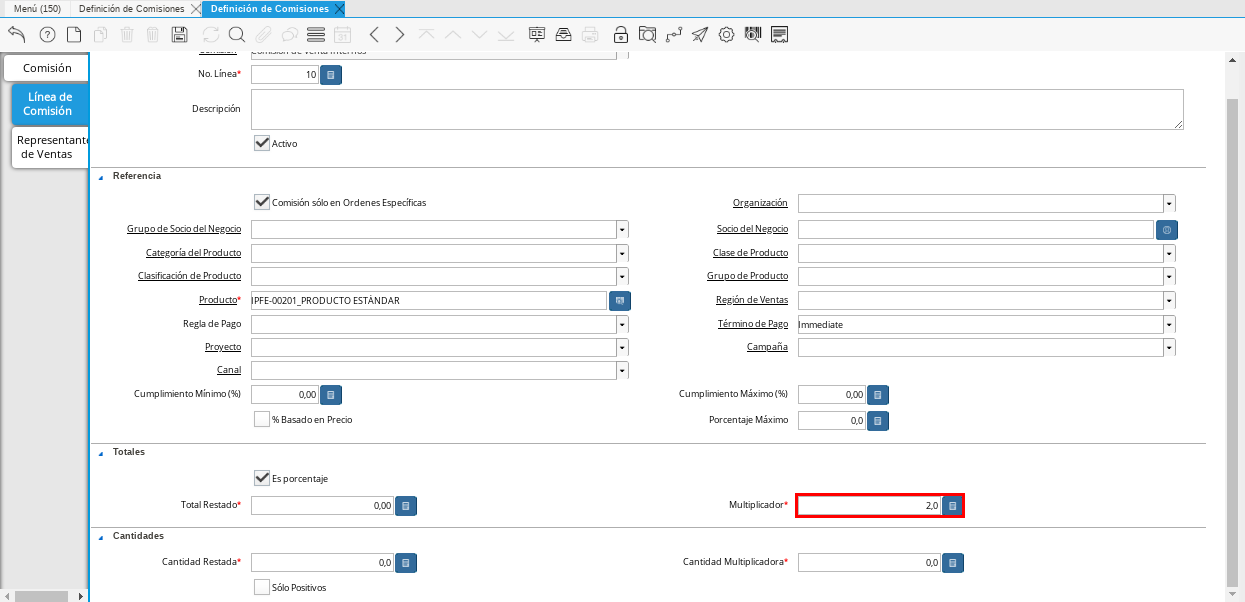 Menú (150)
Definición de Comisiones
Definición de Comisiones
Comisión
Comisión de Venta Internos
Comisión
No. Línea*
10
Línea de
Comisión
Descripción
Representante
de Ventas
Activo
Referencia
Comisión sólo en Ordenes Específicas
Organización
Grupo de Socio del Negocio
Socio del Negocio
Categoría del Producto
Clase de Producto
Clasificación de Producto
Grupo de Producto
Producto*
IPFE-00201_PRODUCTO ESTÁNDAR
Región de Ventas
Regla de Pago
Término de Pago
Immediate
Proyecto
Campaña
Canal
Cumplimiento Mínimo (%)
0,00
Cumplimiento Máximo (%)
0,00
% Basado en Precio
Porcentaje Máximo
0,0
Totales
Es porcentaje
Total Restado*
0,00
Multiplicador*
2,0
Cantidades
Cantidad Restada*
0,0
Cantidad Multiplicadora*
0,0
Sólo Positivos